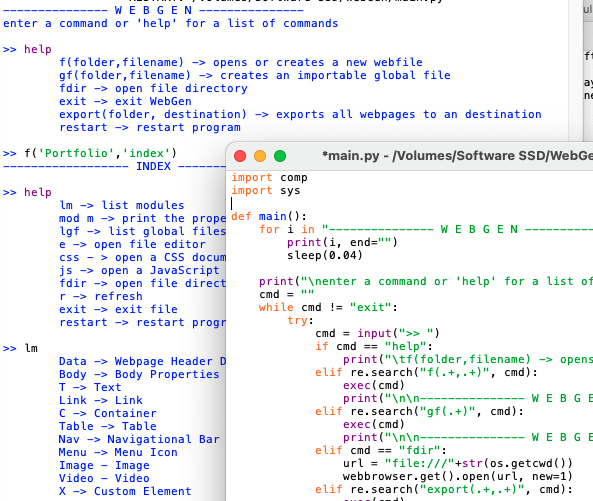 --------------- W E B G E N ---------------
enter a command or 'help' for a list of commands
>> help
f(folder,filename) -> opens or creates a new webfile
gf(folder,filename) -> creates an importable global file
fdir -> open file directory
exit -> exit WebGen
export(folder, destination) -> exports all webpages to an destination
restart -> restart program
>> f('Portfolio','index')
------------------ INDEX -------
>> help
lm -> list modules
mod m -> print the prope
lgf -> list global files
e -> open file editor
css - > open a CSS docum
js -> open a JavaScript
fdir -> open file direct
r -> refresh
exit -> exit file
restart -> restart progr
>> lm
Data -> Webpage Header D
Body -> Body Properties
T -> Text
Link -> Link
C -> Container
Table -> Table
Nav -> Navigational Bar
Menu -> Menu Icon
Image - Image
Video - Video
X -> Custom Element
*main.py - /Volumes/Software SSD/WebGe
import comp
import sys
def main():
for i in "--------------- W E B G E N ----------
print(i, end="")
sleep(0.04)
print("\nenter a command or 'help' for a list of
cmd = ""
while cmd != "exit":
try:
cmd = input(">> ")
if cmd == "help":
print("\tf(folder,filename) -> opens
elif re.search("f(.+,.+)", cmd):
exec(cmd)
print("\n\n--------------- W E B G E
elif re.search("gf(.+)", cmd):
exec(cmd)
print("\n\n--------------- W E B G E
elif cmd == "fdir":
url = "file:///"+str(os.getcwd())
webbrowser.get().open(url, new=1)
elif re.search("export(.+,.+)", cmd):